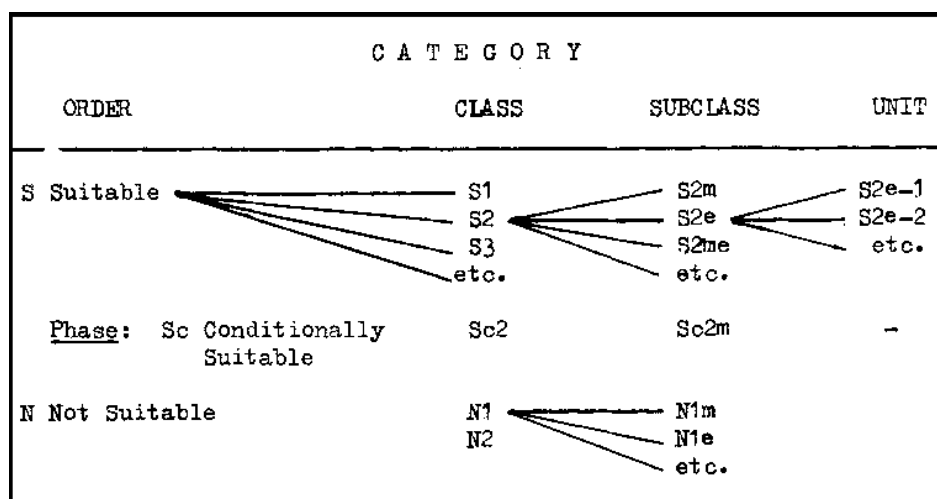 CATEGORY
ORDER CLASS SUBCLASS UNIT
S Suitable S1 S2m S2e-1
S2 S2e S2e-2
S3 S2me etc.
etc. etc.
Phase: Sc Conditionally Sc2 Sc2m -
Suitable
N Not Suitable N1 N1m
N2 N1e
etc.